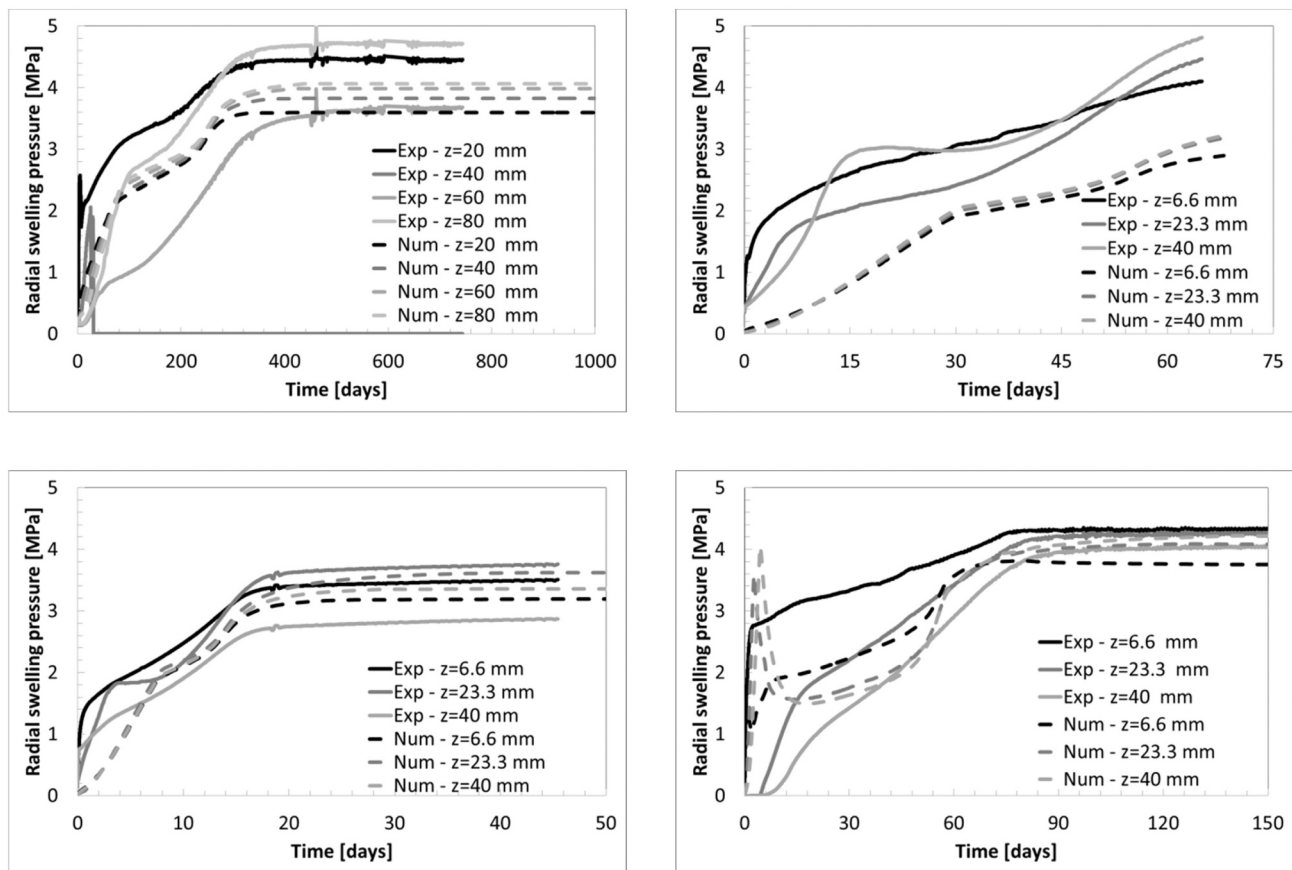 Radial swelling pressure [MPa]
5
4
3
2
1
0
Exp - z=20 mm
Exp - z=40 mm
Exp - z=60 mm
Exp - z=80 mm
Num - z=20 mm
Num - z=40 mm
Num - z=60 mm
Num - z=80 mm
0 200 400 600 800 1000
Time [days]
Radial swelling pressure [MPa]
5
4
3
2
1
0
Exp - z=6.6 mm
Exp - z=23.3 mm
Exp - z=40 mm
Num - z=6.6 mm
Num - z=23.3 mm
Num - z=40 mm
0 15 30 45 60 75
Time [days]
Radial swelling pressure [MPa]
5
4
3
2
1
0
Exp - z=6.6 mm
Exp - z=23.3 mm
Exp - z=40 mm
Num - z=6.6 mm
Num - z=23.3 mm
Num - z=40 mm
0 10 20 30 40 50
Time [days]
Radial swelling pressure [MPa]
5
4
3
2
1
0
Exp - z=6.6 mm
Exp - z=23.3 mm
Exp - z=40 mm
Num - z=6.6 mm
Num - z=23.3 mm
Num - z=40 mm
0 30 60 90 120 150
Time [days]